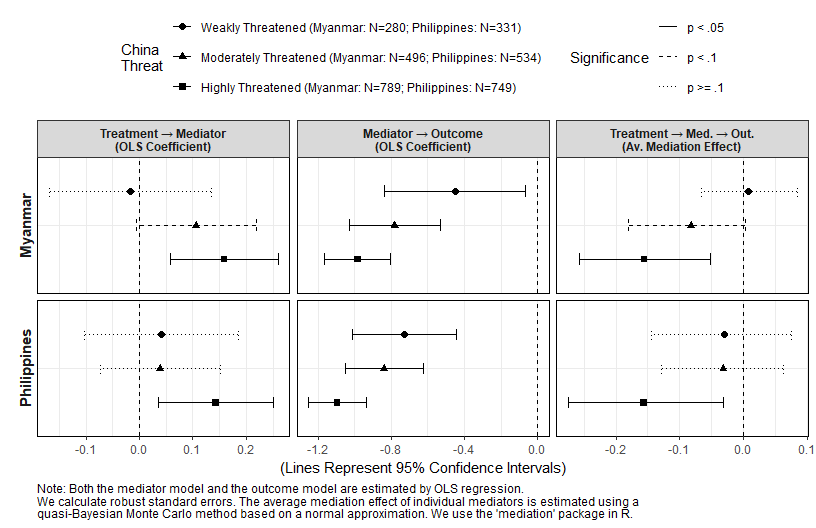 China
Threat
Weakly Threatened (Myanmar: N=280; Philippines: N=331)
Moderately Threatened (Myanmar: N=496; Philippines: N=534)
Highly Threatened (Myanmar: N=789; Philippines: N=749)
Significance
p < .05
p < .1
p >= .1
Treatment → Mediator
(OLS Coefficient)
Mediator → Outcome
(OLS Coefficient)
Treatment → Med. → Out.
(Av. Mediation Effect)
Myanmar
Philippines
-0.1 0.0 0.1 0.2
-1.2 -0.8 -0.4 0.0
-0.2 -0.1 0.0 0.1
(Lines Represent 95% Confidence Intervals)
Note: Both the mediator model and the outcome model are estimated by OLS regression.
We calculate robust standard errors. The average mediation effect of individual mediators is estimated using a
quasi-Bayesian Monte Carlo method based on a normal approximation. We use the 'mediation' package in R.